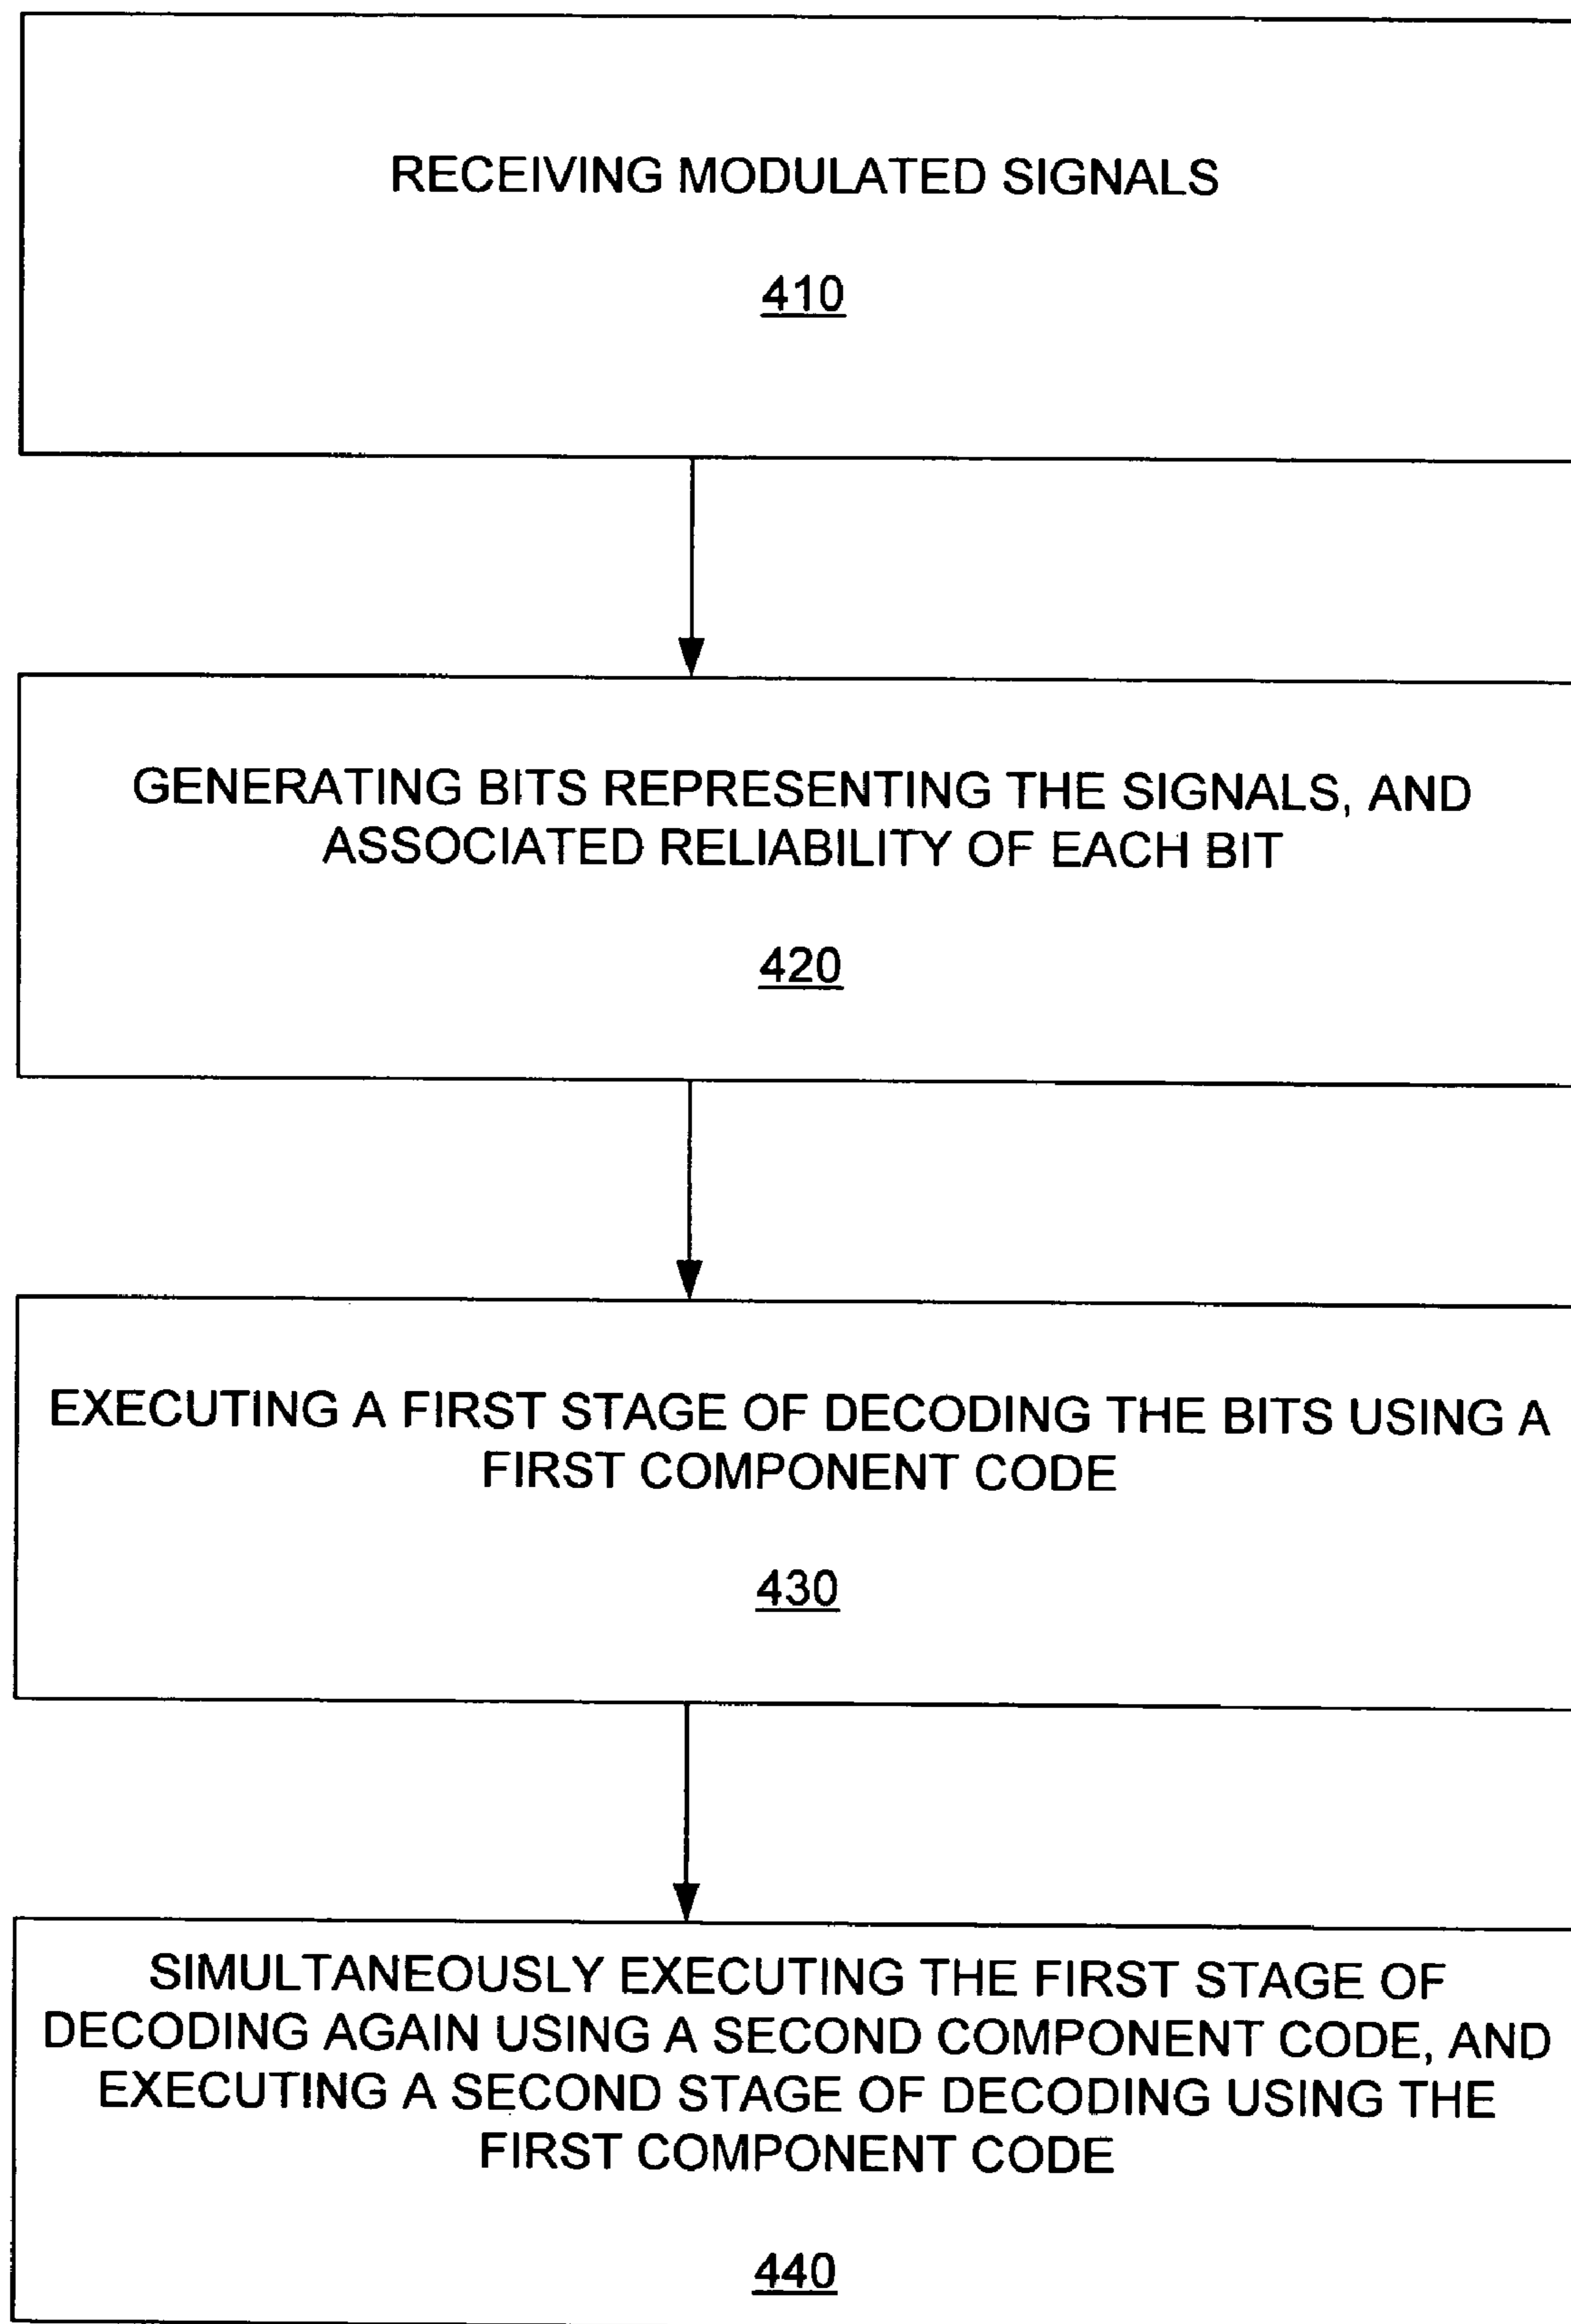 RECEIVING MODULATED SIGNALS
410
GENERATING BITS REPRESENTING THE SIGNALS, AND
ASSOCIATED RELIABILITY OF EACH BIT
420
EXECUTING A FIRST STAGE OF DECODING THE BITS USING A
FIRST COMPONENT CODE
430
SIMULTANEOUSLY EXECUTING THE FIRST STAGE OF
DECODING AGAIN USING A SECOND COMPONENT CODE, AND
EXECUTING A SECOND STAGE OF DECODING USING THE
FIRST COMPONENT CODE
440